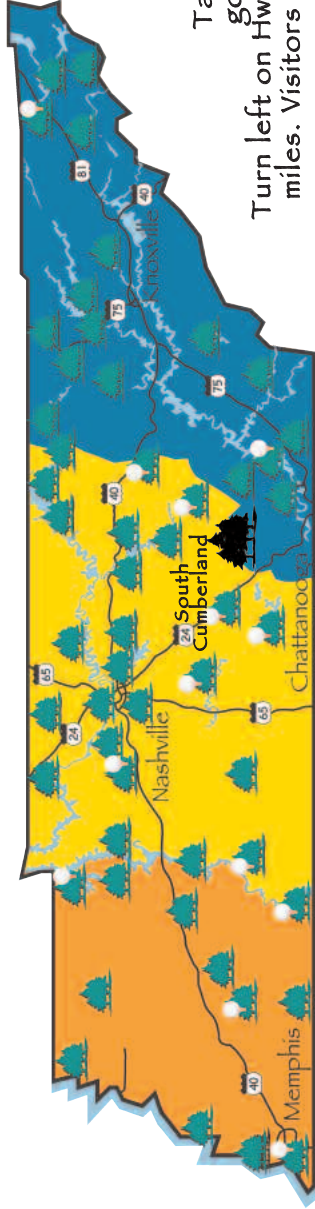 Ta
go
Turn left on Hw
miles. Visitors
81
40
Knoxville
75
75
40
South
Cumberland
24
Chattanooga
65
24
65
Nashville
40
Memphis